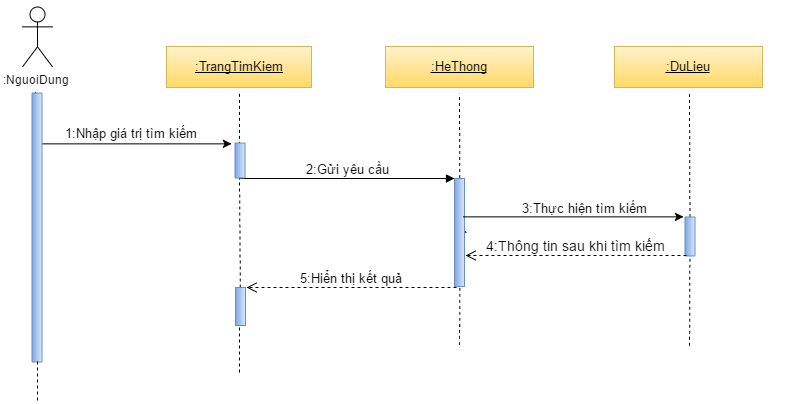 :NguoiDung
:TrangTimKiem
:HeThong
:DuLieu
1:Nhập giá trị tìm kiếm
2:Gửi yêu cầu
3:Thực hiện tìm kiếm
4:Thông tin sau khi tìm kiếm
5:Hiển thị kết quả